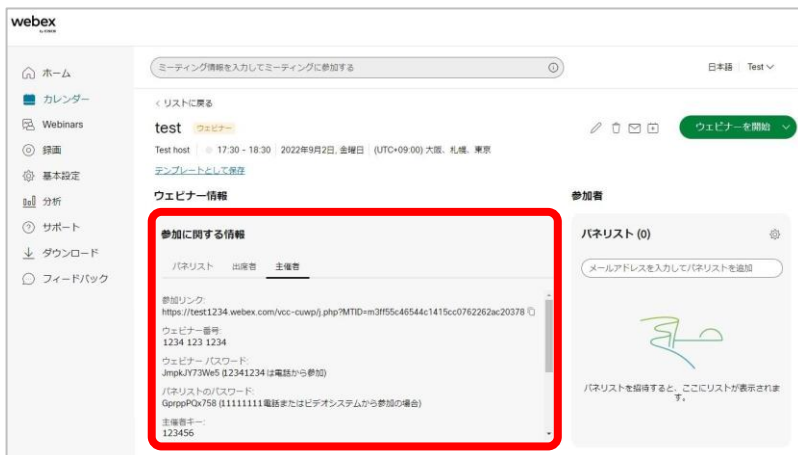 webex
by CISCO
ミーティング情報を入力してミーティングに参加する
日本語
Test
ホーム
カレンダー
Webinars
録画
基本設定
分析
サポート
ダウンロード
フィードバック
リストに戻る
test ウェビナー
ウェビナーを開始
Test host 17:30 - 18:30 2022年9月2日, 金曜日 (UTC+09:00) 大阪、札幌、東京
テンプレートとして保存
ウェビナー情報
参加に関する情報
パネリスト 出席者 主催者
参加リンク:
https://test1234.webex.com/vcc-cuwp/j.php?MTID=m3ff55c46544c1415cc0762262ac20378
ウェビナー番号:
1234 123 1234
ウェビナー パスワード:
JmpkJY73We5 (12341234 は電話から参加)
パネリストのパスワード:
GprppPQx758 (11111111電話またはビデオシステムから参加の場合)
主催者キー:
123456
参加者
パネリスト (0)
メールアドレスを入力してパネリストを追加
パネリストを招待すると、ここにリストが表示されま
す。